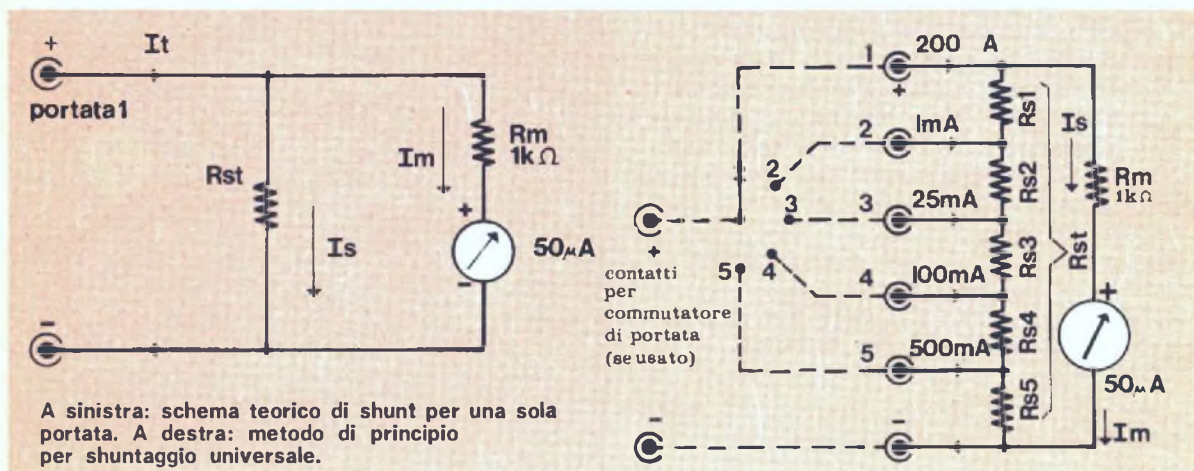 +
It
portata1
Rst
Is
Im
Rm
1kΩ
+
50µA
-
-
A sinistra: schema teorico di shunt per una sola
portata. A destra: metodo di principio
per shuntaggio universale.
1
200 A
+
2
1mA
2
3
3
25mA
+
contatti
per
commutatore
di portata
(se usato)
5
4
4
100mA
5
500mA
-
-
Rs1
Rs2
Rs3
Rs4
Rs5
Is
Rst
Rm
1kΩ
+
50µA
Im